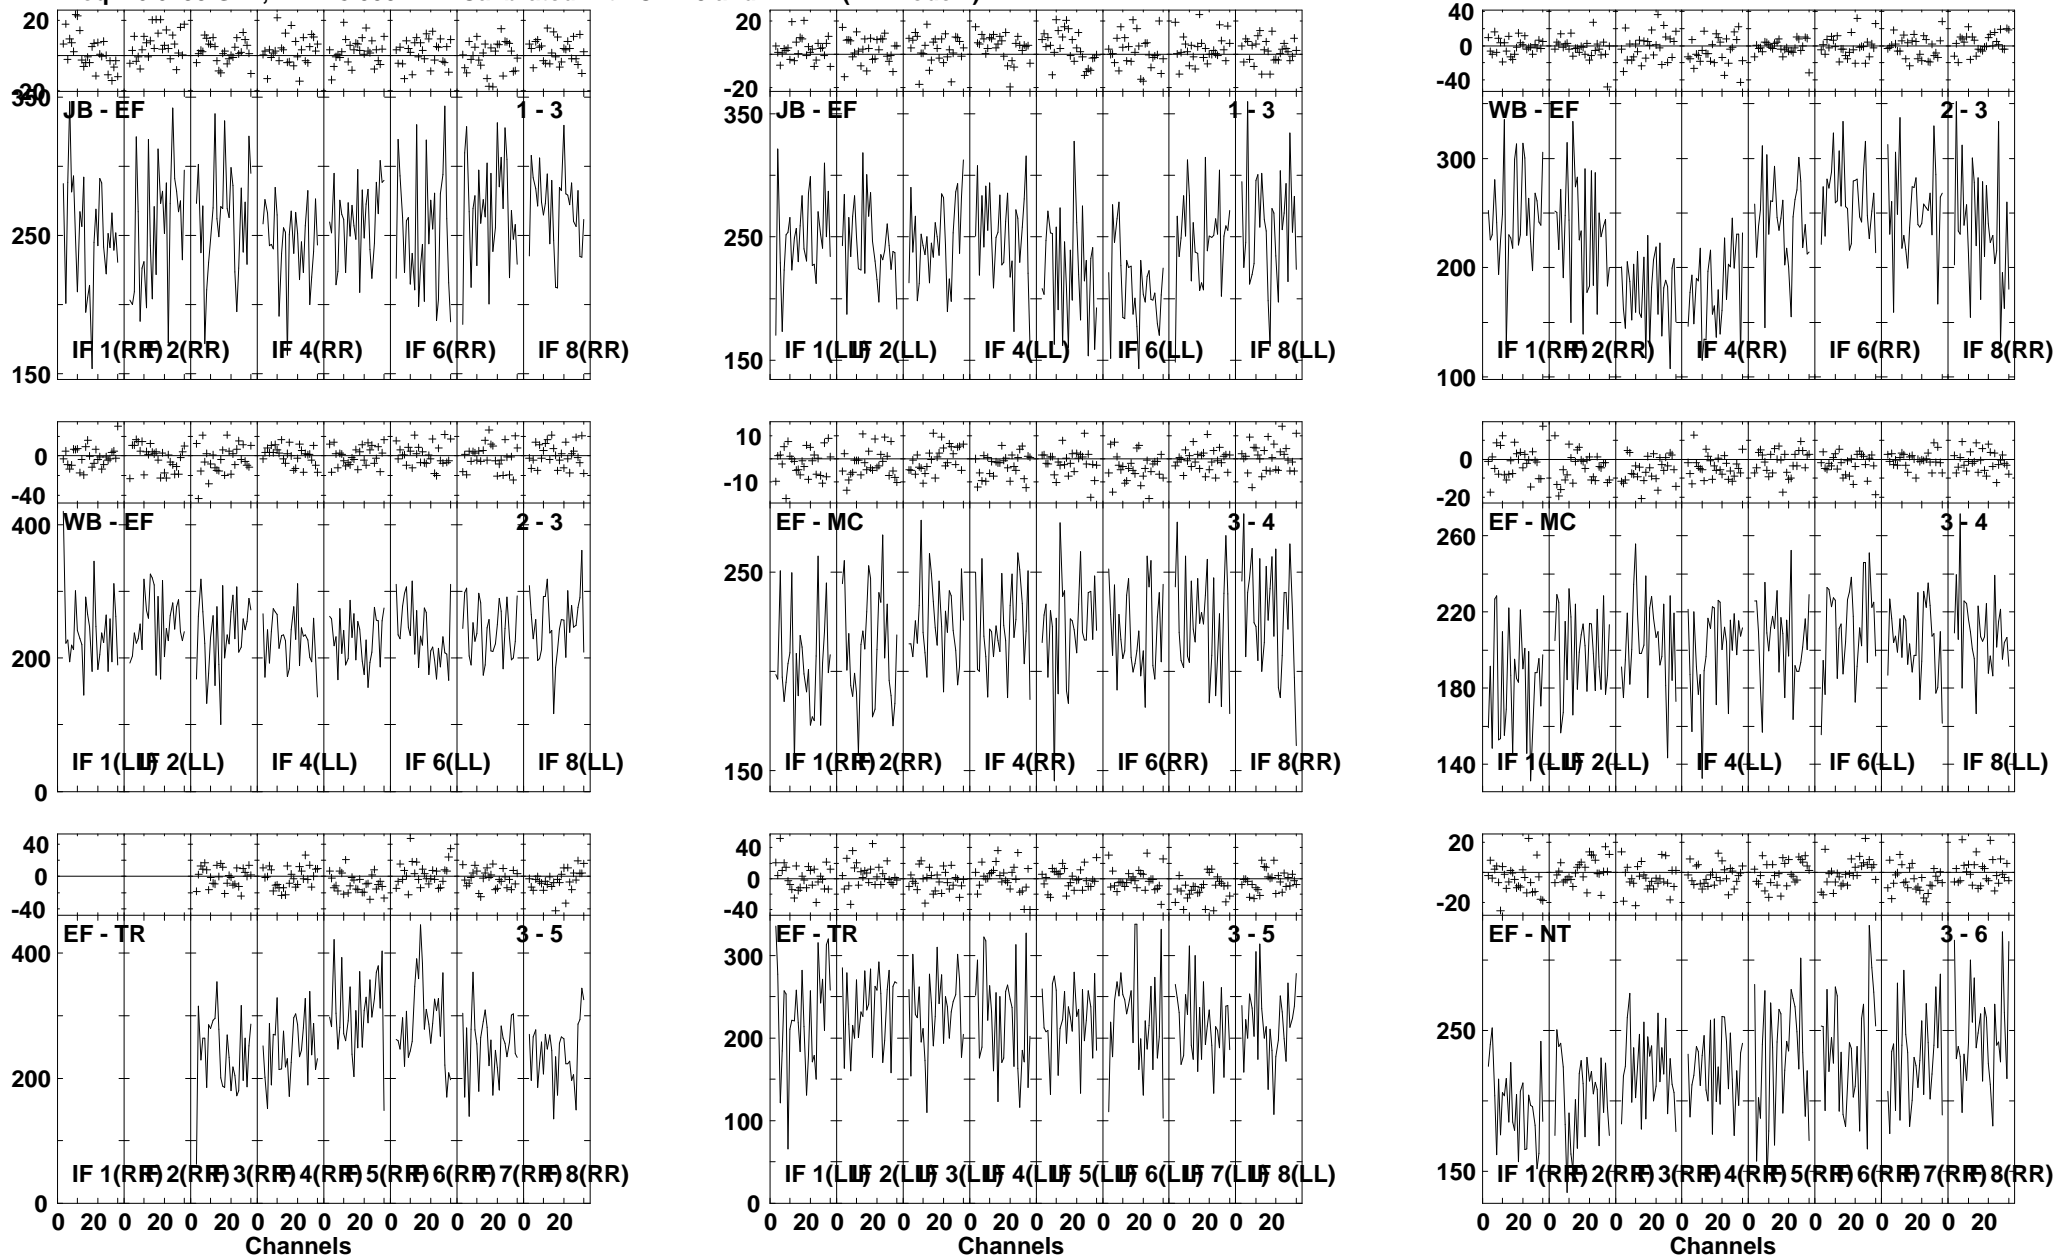 20
20
350
JB - EF 1 - 3
250
IF 1(RR) IF 2(RR) IF 4(RR) IF 6(RR) IF 8(RR)
150
20
-20
350
JB - EF 1 - 3
250
IF 1(LL) IF 2(LL) IF 4(LL) IF 6(LL) IF 8(LL)
150
40
0
-40
WB - EF 2 - 3
300
200
IF 1(RR) IF 2(RR) IF 4(RR) IF 6(RR) IF 8(RR)
100
0
-40
400
WB - EF 2 - 3
200
IF 1(LL) IF 2(LL) IF 4(LL) IF 6(LL) IF 8(LL)
0
10
-10
EF - MC 3 - 4
250
IF 1(RR) IF 2(RR) IF 4(RR) IF 6(RR) IF 8(RR)
150
0
-20
EF - MC 3 - 4
260
220
180
140
IF 1(LL) IF 2(LL) IF 4(LL) IF 6(LL) IF 8(LL)
40
0
-40
EF - TR 3 - 5
400
200
IF 1(RR) IF 2(RR) IF 3(RR) IF 4(RR) IF 5(RR) IF 6(RR) IF 7(RR) IF 8(RR)
0
0 20 0 20 0 20 0 20 0 20 0 20 0 20 0 20
Channels
40
0
-40
EF - TR 3 - 5
300
200
100
IF 1(LL) IF 2(LL) IF 3(LL) IF 4(LL) IF 5(LL) IF 6(LL) IF 7(LL) IF 8(LL)
0
0 20 0 20 0 20 0 20 0 20 0 20 0 20 0 20
Channels
20
-20
EF - NT 3 - 6
250
150
IF 1(RR) IF 2(RR) IF 3(RR) IF 4(RR) IF 5(RR) IF 6(RR) IF 7(RR) IF 8(RR)
0 20 0 20 0 20 0 20 0 20 0 20 0 20 0 20
Channels